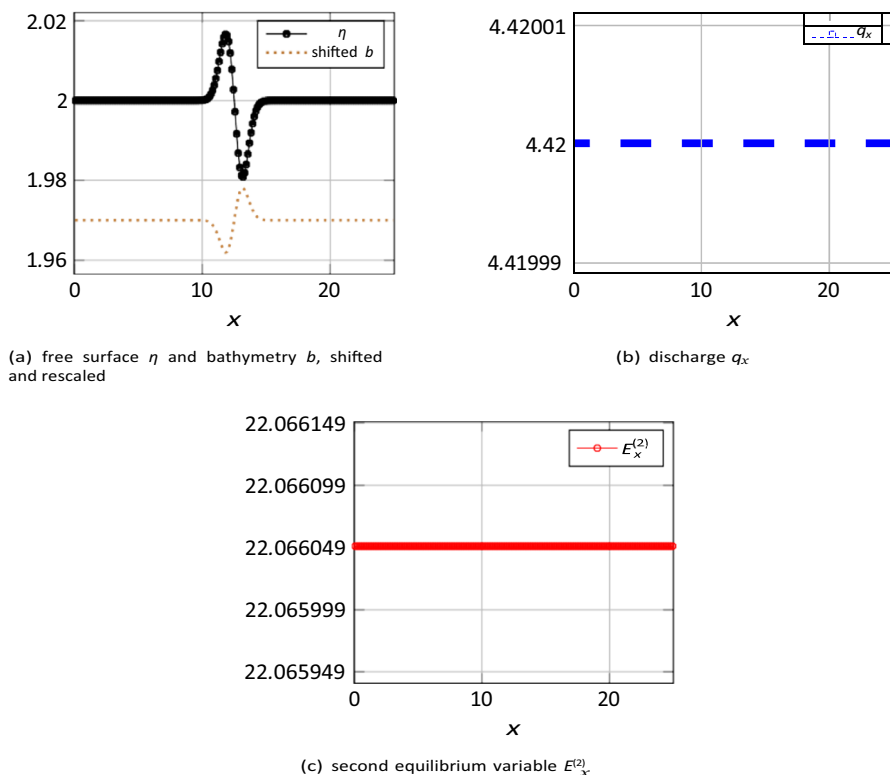 2.02
2
1.98
1.96
0
10
20
x
η
shifted b
(a) free surface η and bathymetry b, shifted
and rescaled
4.42001
4.42
4.41999
0
10
20
x
qₓ
(b) discharge qₓ
22.066149
22.066099
22.066049
22.065999
22.065949
0
10
20
x
Eₓ⁽²⁾
(c) second equilibrium variable Eₓ⁽²⁾